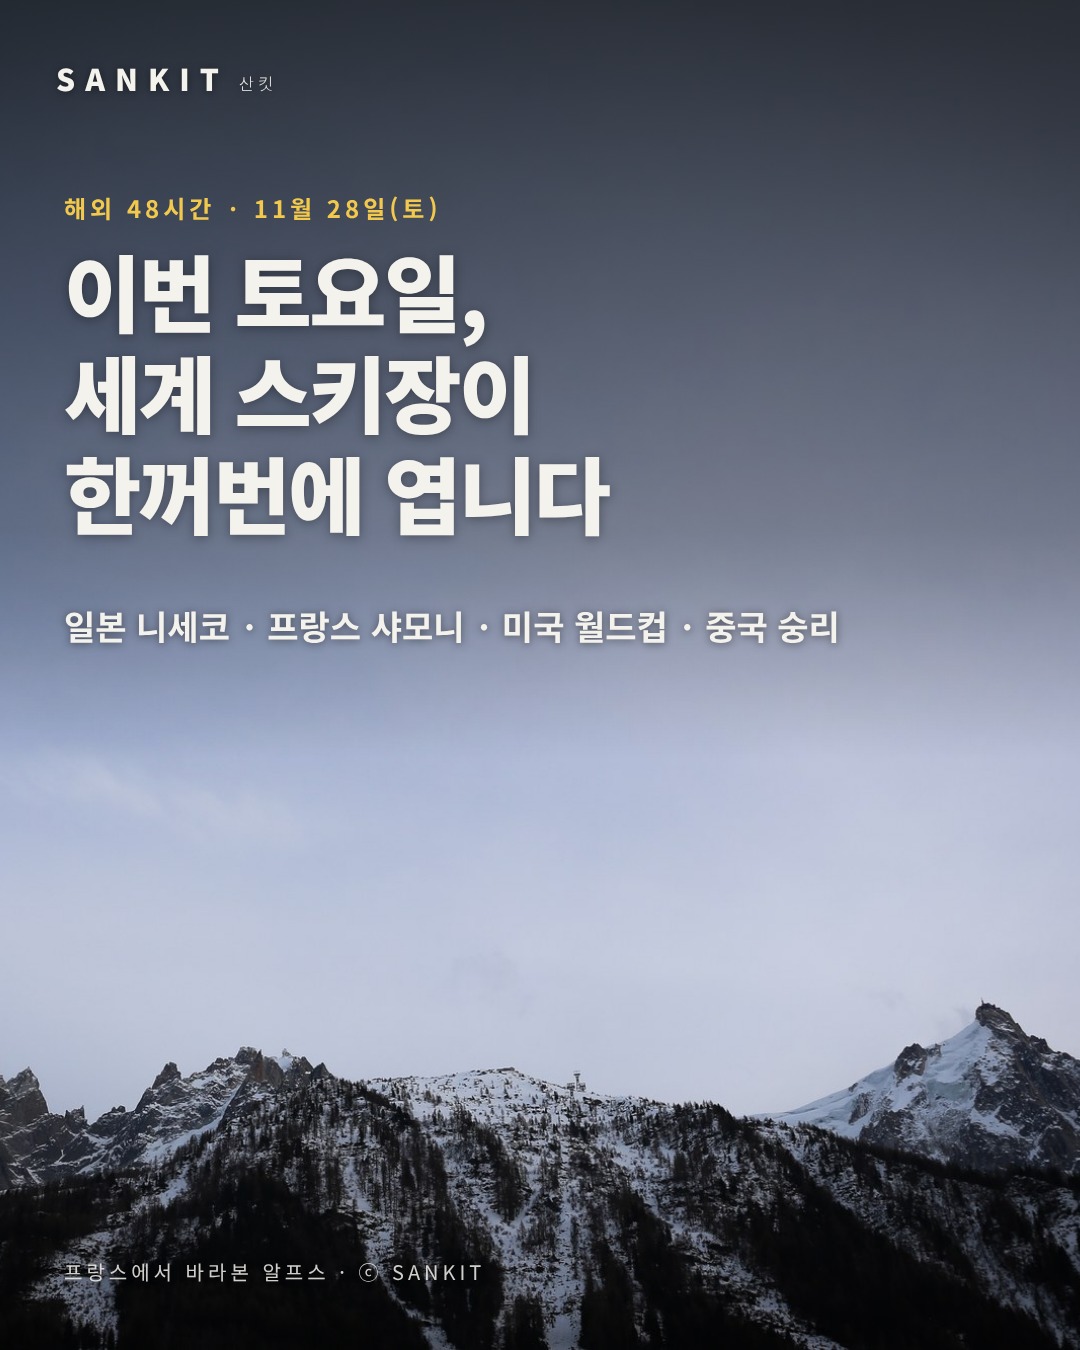 SANKIT 산킷
해외 48시간 · 11월 28일(토)
이번 토요일,
세계 스키장이
한꺼번에 엽니다
일본 니세코 · 프랑스 샤모니 · 미국 월드컵 · 중국 숭리
프랑스에서 바라본 알프스 · ⓒ SANKIT